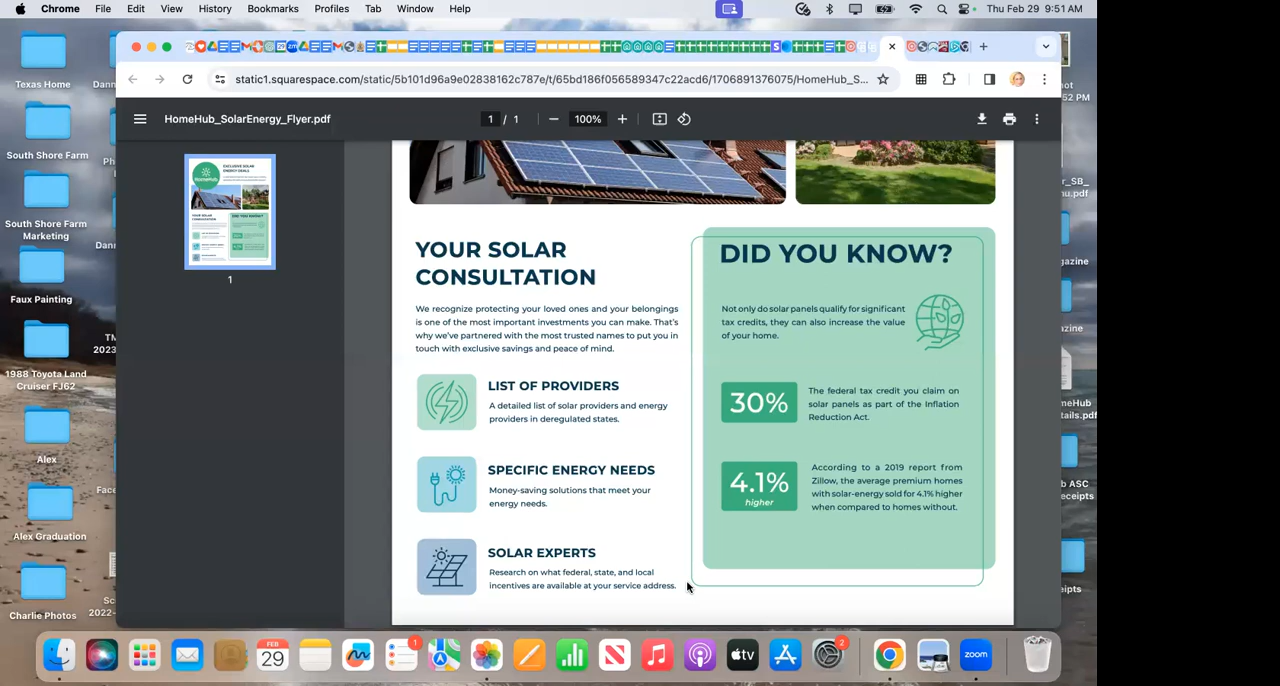 Chrome File Edit View History Bookmarks Profiles Tab Window Help Thu Feb 29 9:51 AM
static1.squarespace.com/static/5b101d96a9e02838162c787e/t/65bd186f056589347c22acd6/1706891376075/HomeHub_S...
HomeHub_SolarEnergy_Flyer.pdf 1 / 1 100%
1
YOUR SOLAR
CONSULTATION
We recognize protecting your loved ones and your belongings
is one of the most important investments you can make. That's
why we've partnered with the most trusted names to put you in
touch with exclusive savings and peace of mind.
LIST OF PROVIDERS
A detailed list of solar providers and energy
providers in deregulated states.
SPECIFIC ENERGY NEEDS
Money-saving solutions that meet your
energy needs.
SOLAR EXPERTS
Research on what federal, state, and local
incentives are available at your service address.
DID YOU KNOW?
Not only do solar panels qualify for significant
tax credits, they can also increase the value
of your home.
30%
The federal tax credit you claim on
solar panels as part of the Inflation
Reduction Act.
4.1%
higher
According to a 2019 report from
Zillow, the average premium homes
with solar-energy sold for 4.1% higher
when compared to homes without.
Texas Home
South Shore Farm
South Shore Farm
Marketing
Faux Painting
1988 Toyota Land
Cruiser FJ62
Alex
Alex Graduation
Charlie Photos
FEB
29
1
tv
2
zoom